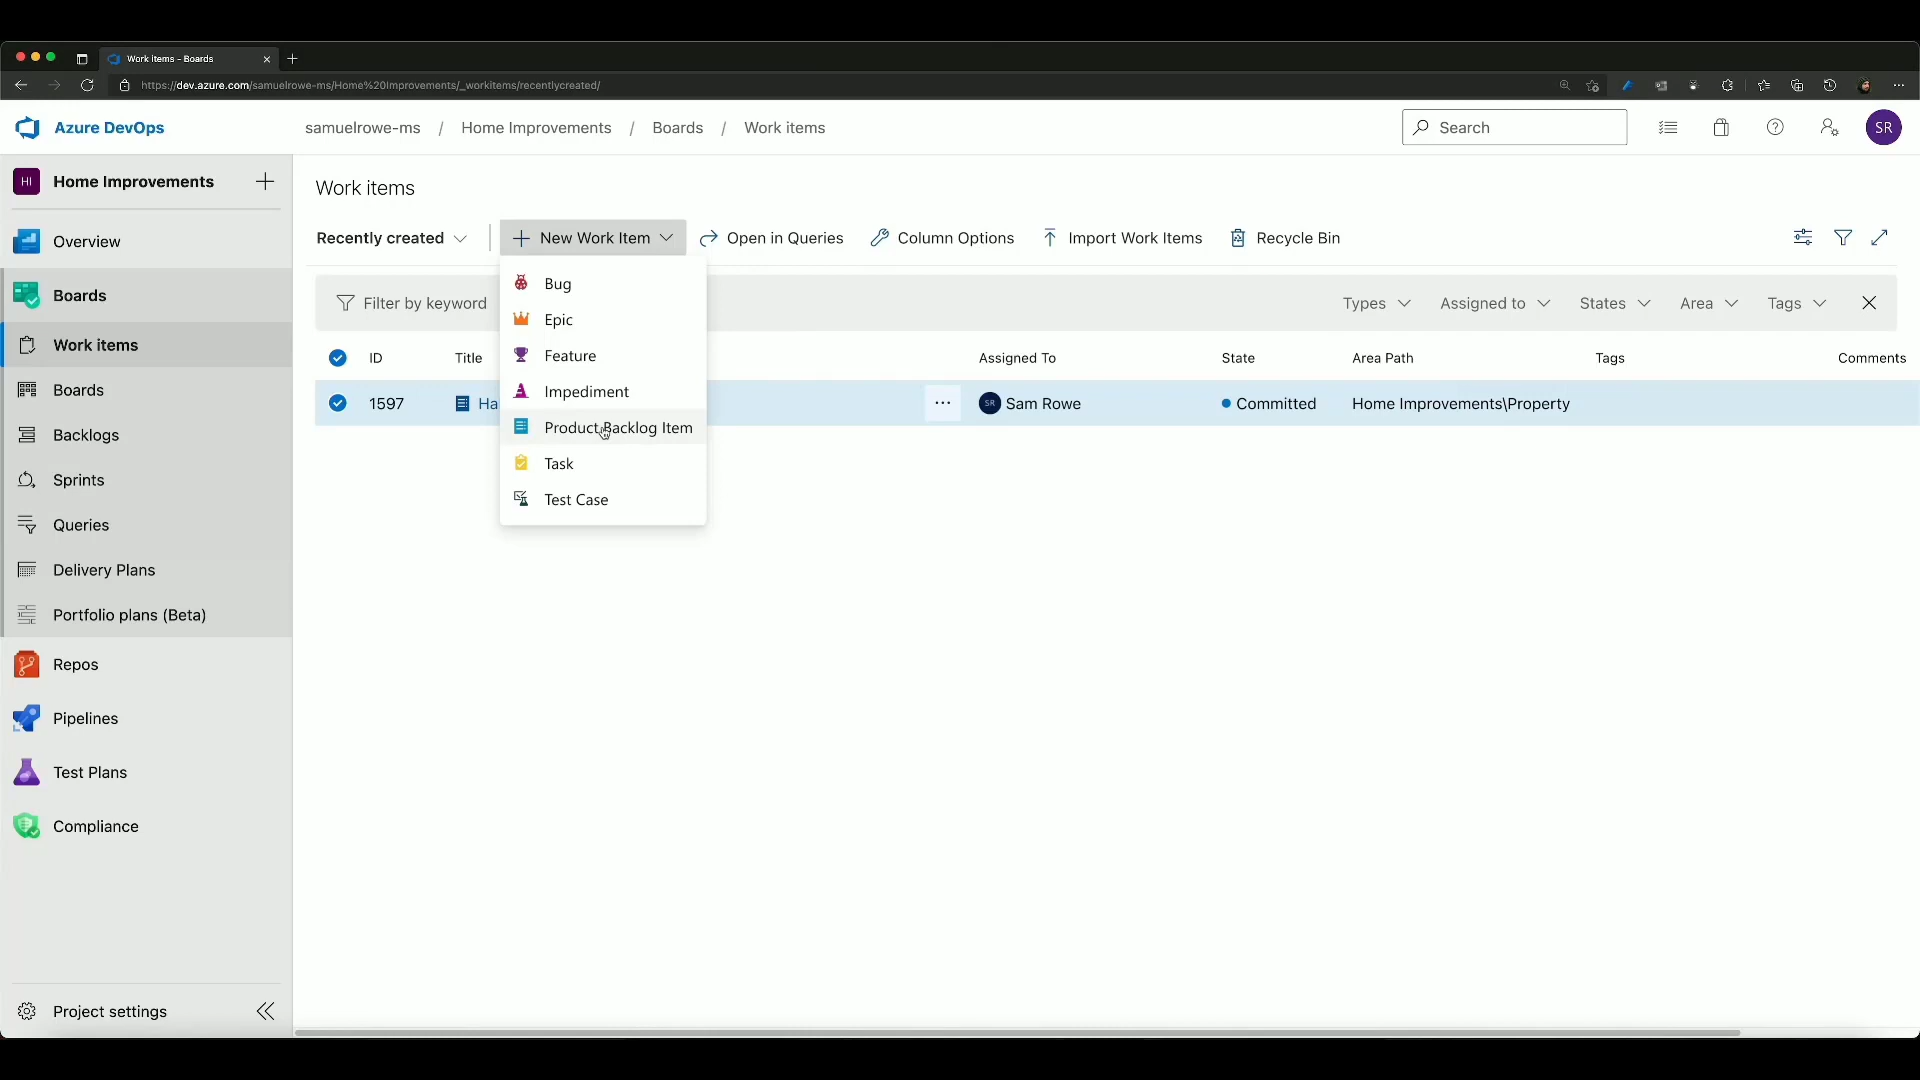 Work items - Boards
https://dev.azure.com/samuelrowe-ms/Home%20Improvements/_workitems/recentlycreated/
Azure DevOps
samuelrowe-ms / Home Improvements / Boards / Work items
Search
SR
HI Home Improvements
Work items
Overview
Recently created
New Work Item
Open in Queries
Column Options
Import Work Items
Recycle Bin
Boards
Bug
Filter by keyword
Types
Assigned to
States
Area
Tags
Epic
Work items
Feature
ID
Title
Assigned To
State
Area Path
Tags
Comments
Boards
Impediment
1597
Ha
SR
Sam Rowe
Committed
Home Improvements\Property
Product Backlog Item
Backlogs
Task
Sprints
Test Case
Queries
Delivery Plans
Portfolio plans (Beta)
Repos
Pipelines
Test Plans
Compliance
Project settings